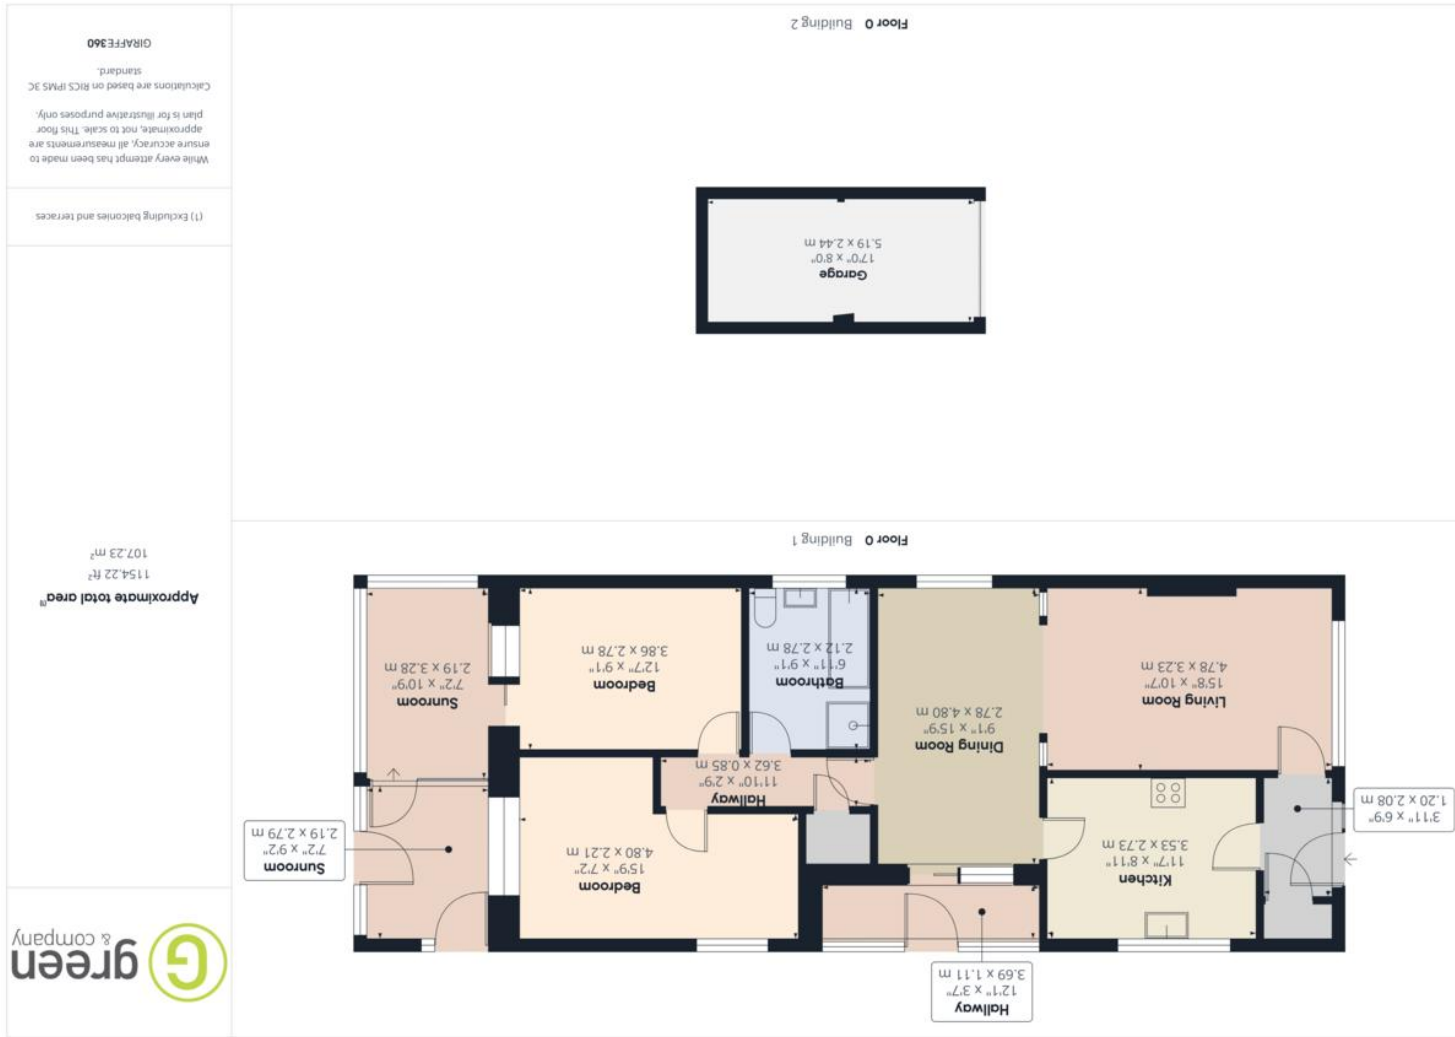 green
& company
Hallway
12'1" x 3'7"
3.69 x 1.11 m
Kitchen
11'7" x 8'11"
3.53 x 2.73 m
3'11" x 6'9"
1.20 x 2.08 m
Bedroom
15'9" x 7'2"
4.80 x 2.21 m
Sunroom
7'2" x 9'2"
2.19 x 2.79 m
Hallway
11'10" x 2'9"
3.62 x 0.85 m
Living Room
15'8" x 10'7"
4.78 x 3.23 m
Dining Room
9'1" x 15'9"
2.78 x 4.80 m
Bathroom
6'11" x 9'1"
2.12 x 2.78 m
Bedroom
12'7" x 9'1"
3.86 x 2.78 m
Sunroom
7'2" x 10'9"
2.19 x 3.28 m
Floor 0 Building 1
Garage
17'0" x 8'0"
5.19 x 2.44 m
Floor 0 Building 2
Approximate total area(1)
1154.22 ft²
107.23 m²
(1) Excluding balconies and terraces
While every attempt has been made to
ensure accuracy, all measurements are
approximate, not to scale. This floor
plan is for illustrative purposes only.
Calculations are based on RICS IPMS 3C
standard.
GIRAFFE360